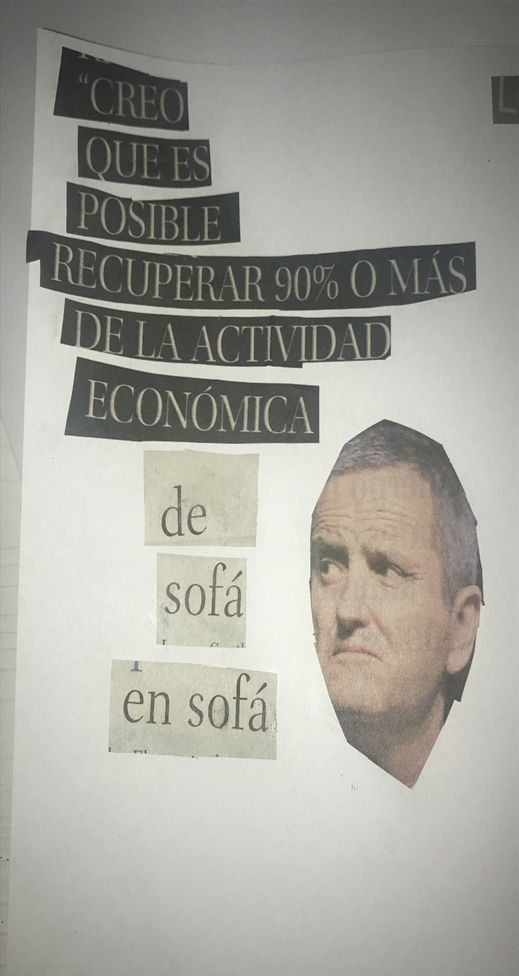 “CREO
QUE ES
POSIBLE
RECUPERAR 90% O MÁS
DE LA ACTIVIDAD
ECONÓMICA
de
sofá
en sofá